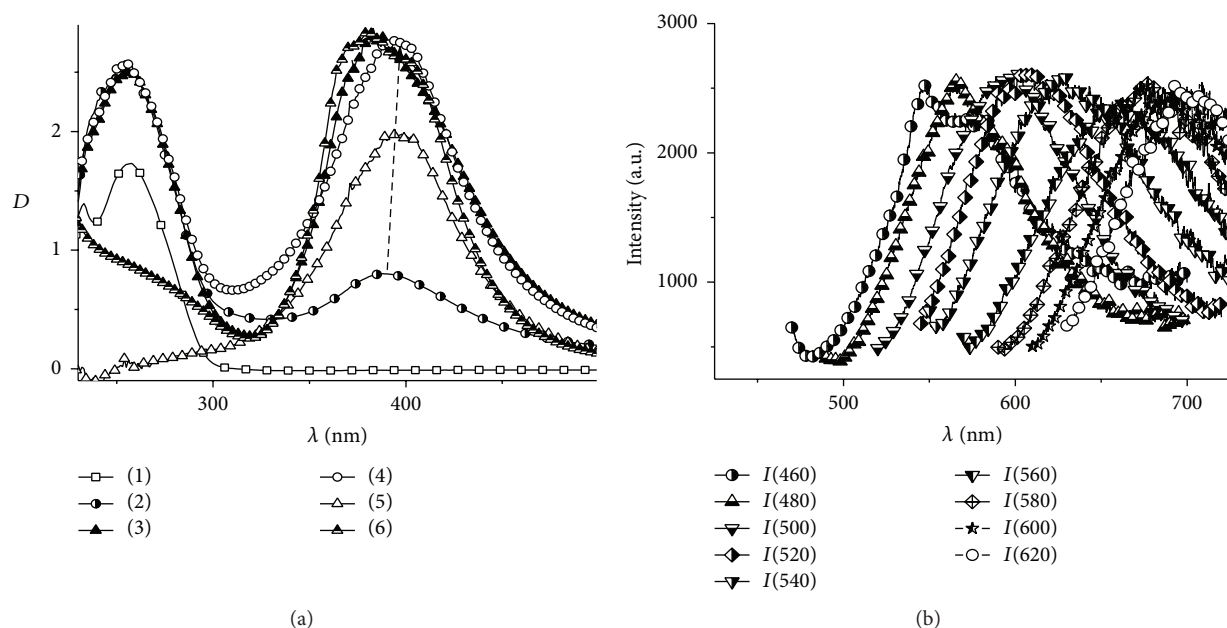 D
2
1
0
300
400
λ (nm)
(1)
(2)
(3)
(4)
(5)
(6)
(a)
Intensity (a.u.)
3000
2000
1000
500
600
700
λ (nm)
I(460)
I(480)
I(500)
I(520)
I(540)
I(560)
I(580)
I(600)
I(620)
(b)